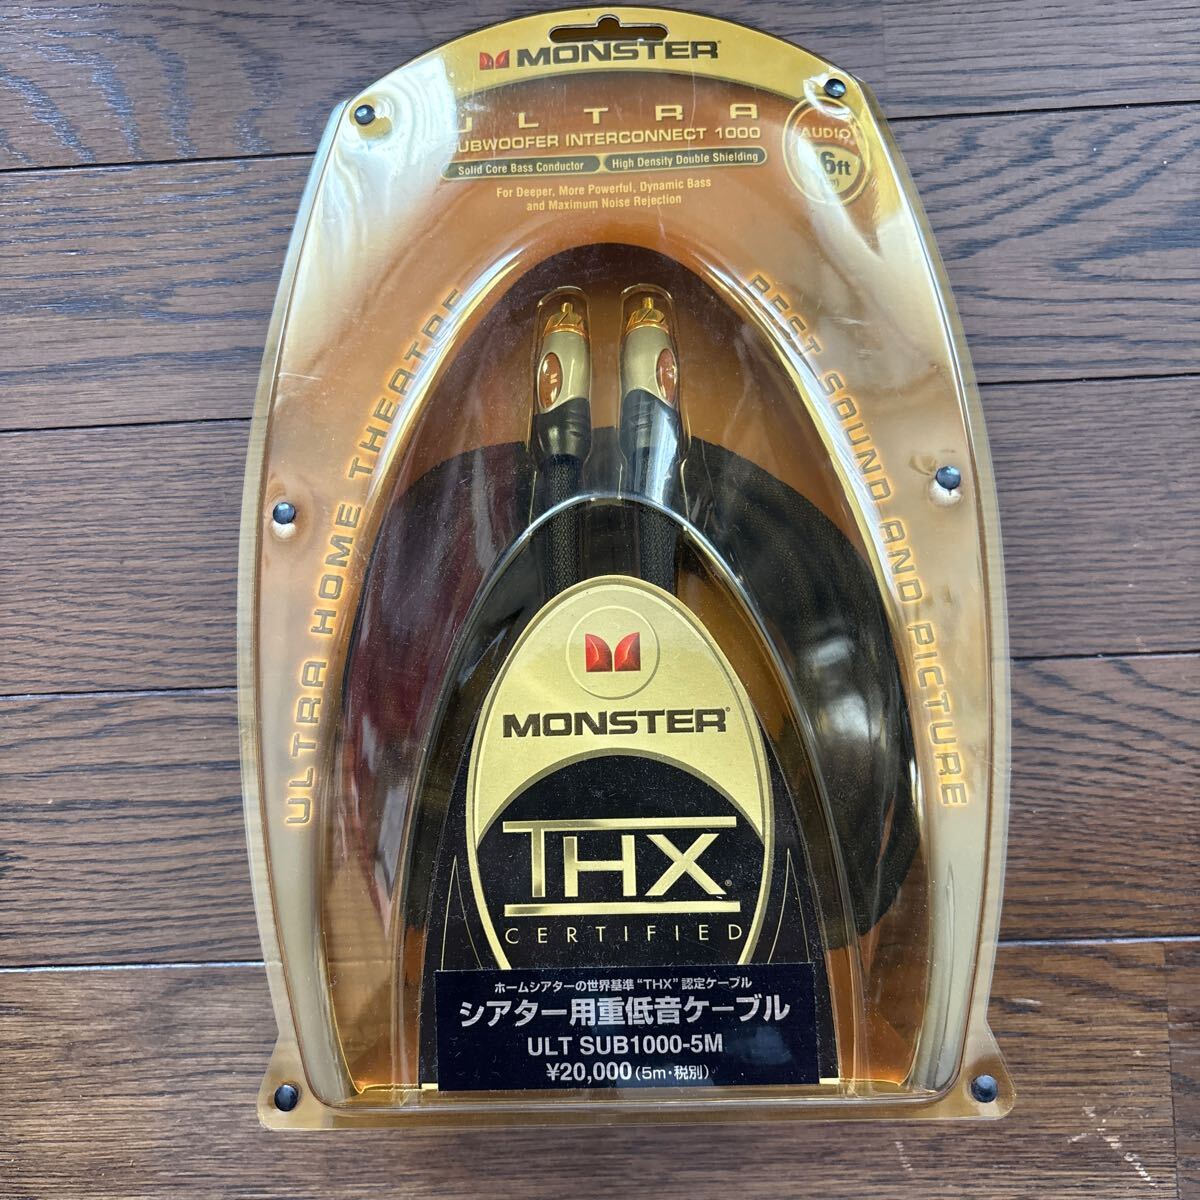 MONSTER®
ULTRA
SUBWOOFER INTERCONNECT 1000
Solid Core Bass Conductor
High Density Double Shielding
For Deeper, More Powerful, Dynamic Bass
and Maximum Noise Rejection
AUDIO
ULTRA HOME THEATRE
BEST SOUND AND PICTURE
MONSTER®
THX®
CERTIFIED
ホームシアターの世界基準“THX”認定ケーブル
シアター用重低音ケーブル
ULT SUB1000-5M
¥20,000(5m・税別)